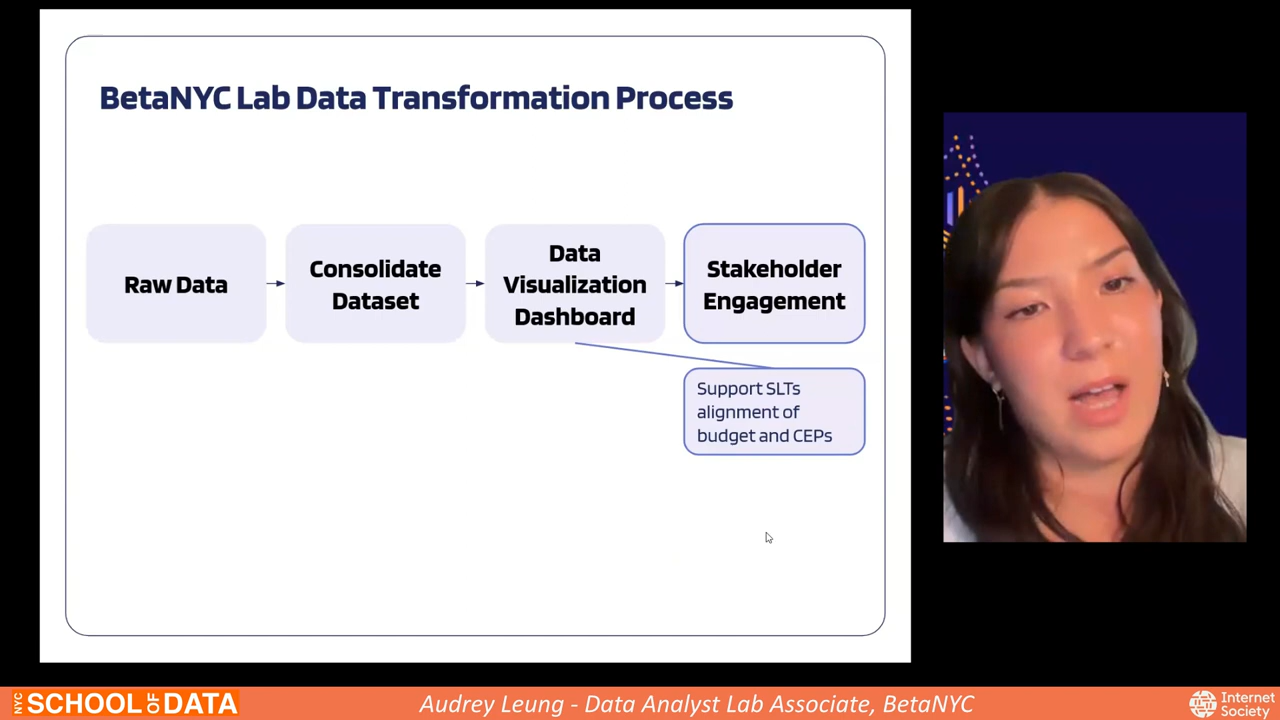 BetaNYC Lab Data Transformation Process
Raw Data
Consolidate
Dataset
Data
Visualization
Dashboard
Stakeholder
Engagement
Support SLTs
alignment of
budget and CEPs
NYC SCHOOL OF DATA
Audrey Leung - Data Analyst Lab Associate, BetaNYC
Internet
Society